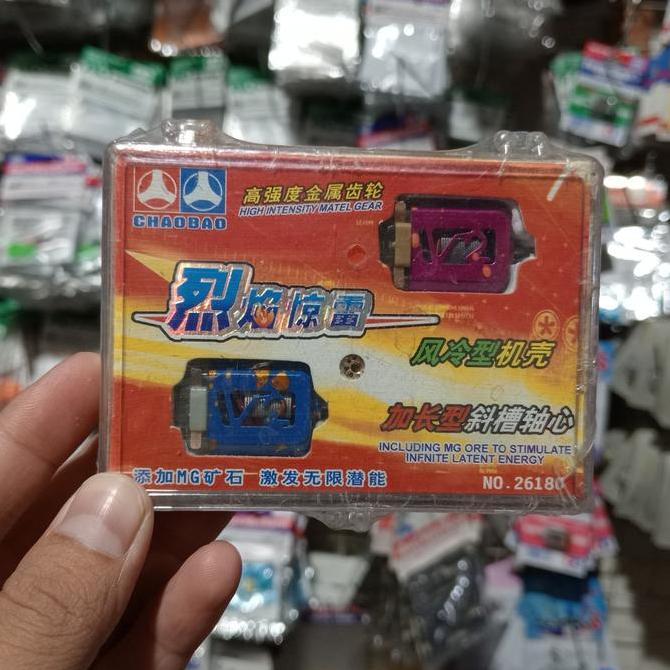 高强度金属齿轮
HIGH INTENSITY MATEL GEAR
CHAOBAO
烈焰惊雷
风冷型机壳
加长型斜槽轴心
INCLUDING MG ORE TO STIMULATE
INFNITE LATENT ENERGY
添加MG矿石 激发无限潜能
NO.26180